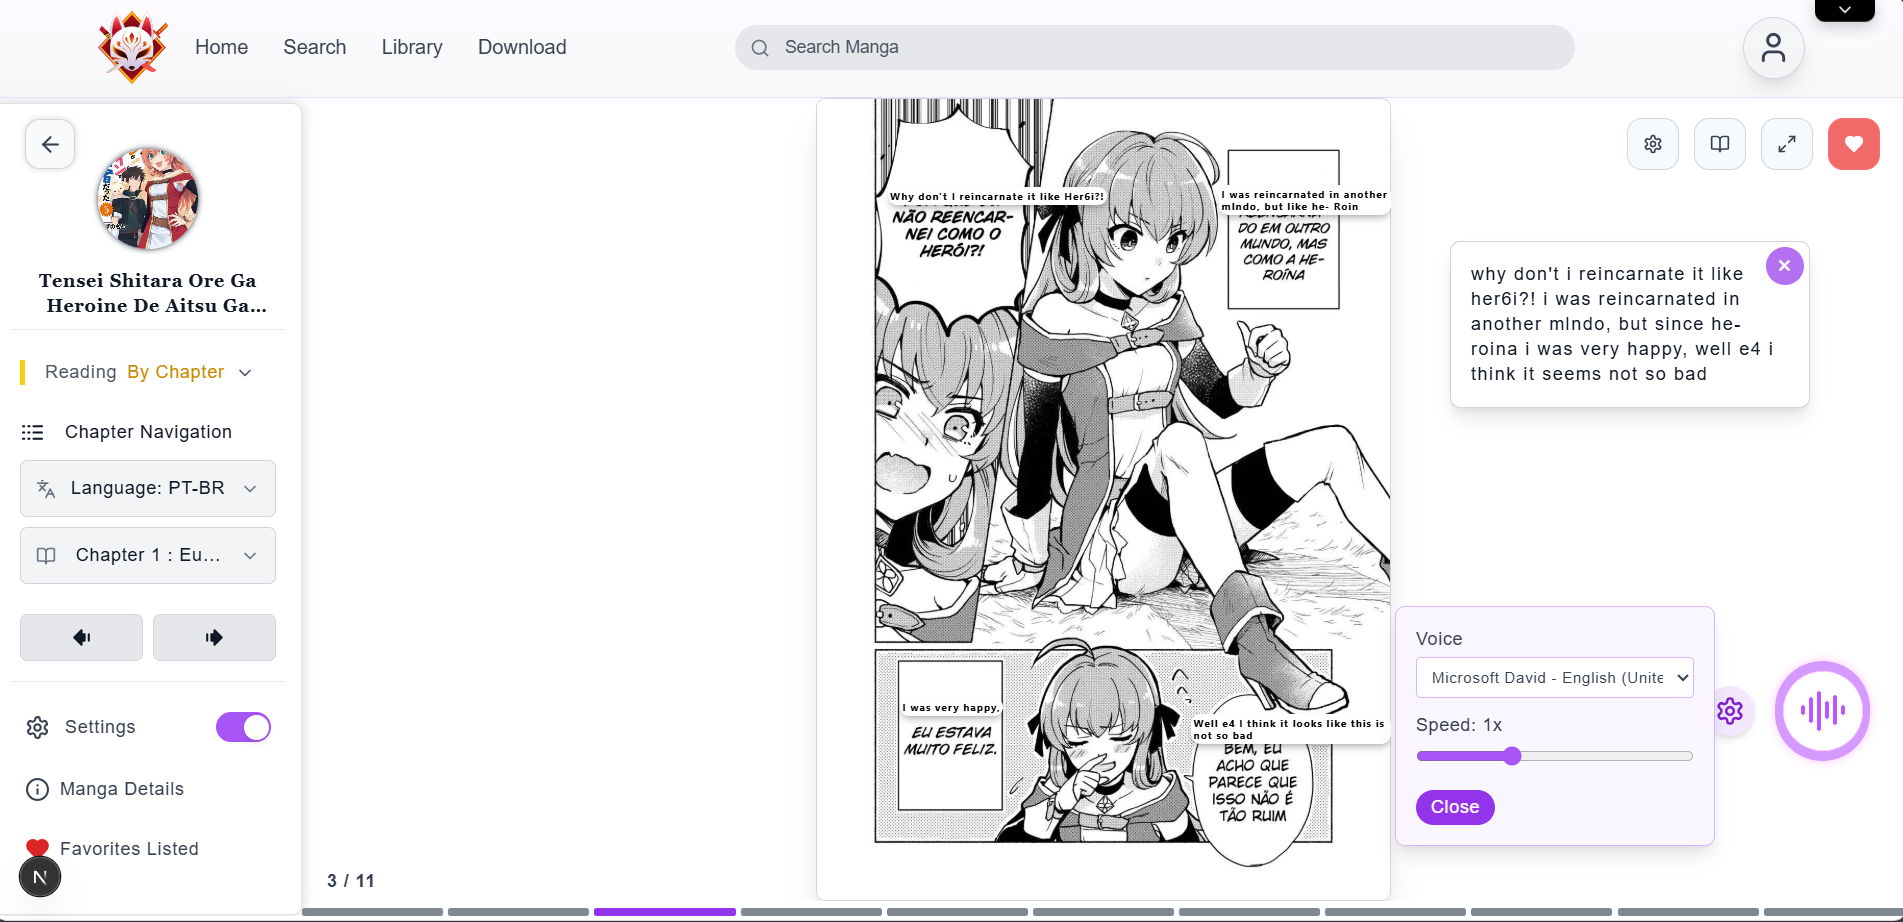 Home
Search
Library
Download
Search Manga
Tensei Shitara Ore Ga
Heroine De Aitsu Ga...
Reading By Chapter
Chapter Navigation
Language: PT-BR
Chapter 1 : Eu...
Settings
Manga Details
Favorites Listed
N
3 / 11
Why don't I reincarnate it like Her6i?!
NÃO REENCAR-
NEI COMO O
HERÓI?!
I was reincarnated in another
mlndo, but like he- Roin
DO EM OUTRO
MUNDO, MAS
COMO A HE-
ROÍNA
I was very happy,
EU ESTAVA
MUITO FELIZ.
Well e4 I think it looks like this is
not so bad
BEM, EU
ACHO QUE
PARECE QUE
ISSO NÃO É
TÃO RUIM
why don't i reincarnate it like
her6i?! i was reincarnated in
another mlndo, but since he-
roina i was very happy, well e4 i
think it seems not so bad
Voice
Microsoft David - English (Unite
Speed: 1x
Close